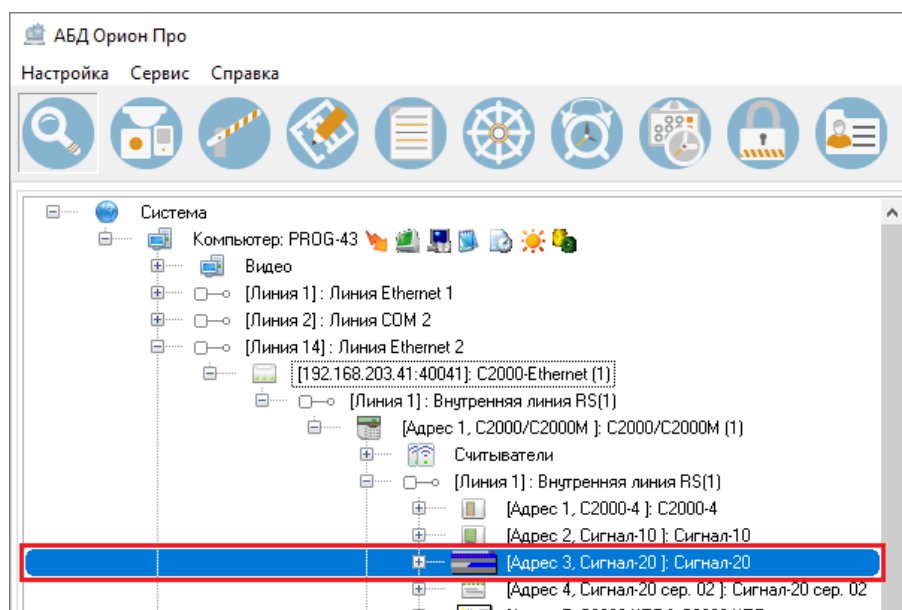 АБД Орион Про
Настройка Сервис Справка
Система
Компьютер: PROG-43
Видео
[Линия 1] : Линия Ethernet 1
[Линия 2] : Линия COM 2
[Линия 14] : Линия Ethernet 2
[192.168.203.41:40041]: C2000-Ethernet (1)
[Линия 1] : Внутренняя линия RS(1)
[Адрес 1, С2000/С2000М ]: С2000/С2000М (1)
Считыватели
[Линия 1] : Внутренняя линия RS(1)
[Адрес 1, С2000-4 ]: С2000-4
[Адрес 2, Сигнал-10 ]: Сигнал-10
[Адрес 3, Сигнал-20 ]: Сигнал-20
[Адрес 4, Сигнал-20 сер. 02 ]: Сигнал-20 сер. 02